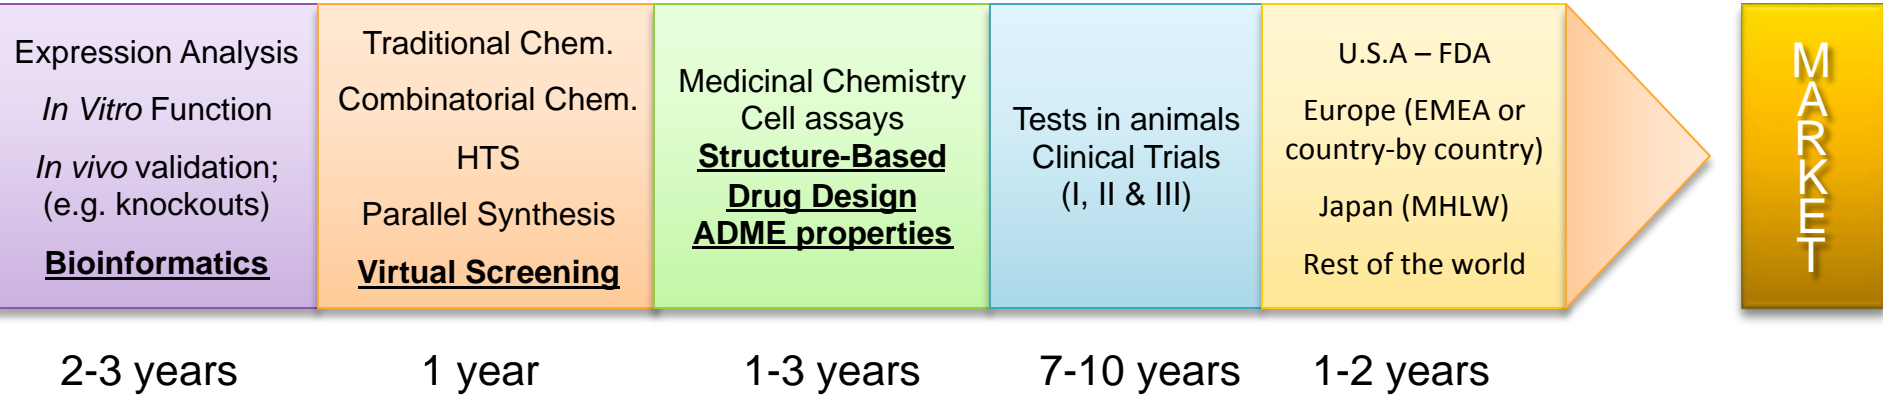 Expression Analysis
In Vitro Function
In vivo validation;
(e.g. knockouts)
Bioinformatics
Traditional Chem.
Combinatorial Chem.
HTS
Parallel Synthesis
Virtual Screening
Medicinal Chemistry
Cell assays
Structure-Based
Drug Design
ADME properties
Tests in animals
Clinical Trials
(I, II & III)
U.S.A – FDA
Europe (EMEA or
country-by country)
Japan (MHLW)
Rest of the world
MARKET
2-3 years
1 year
1-3 years
7-10 years
1-2 years